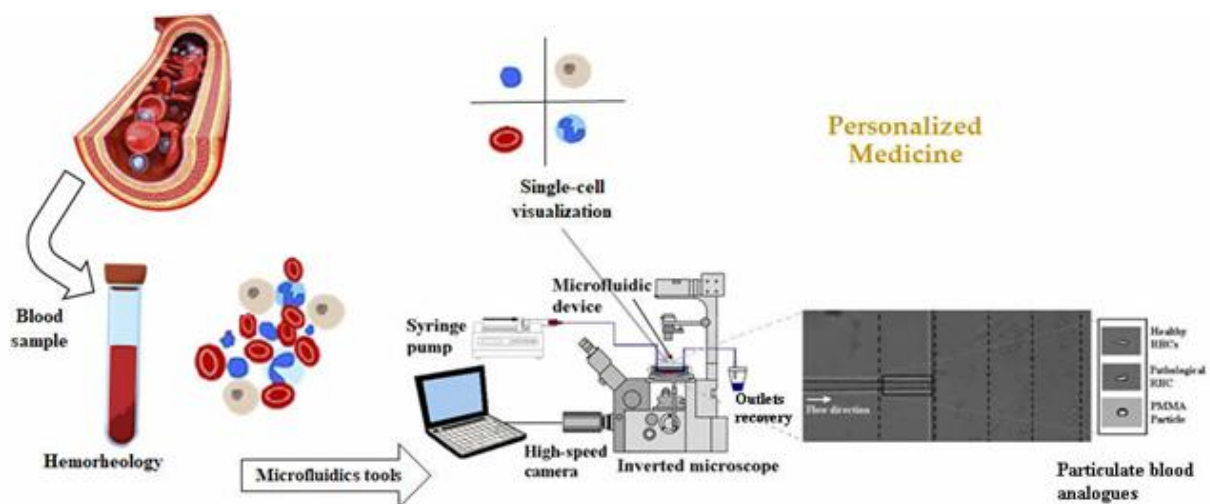 Personalized
Medicine
Single-cell
visualization
Blood
sample
Hemorheology
Microfluidics tools
Syringe
pump
Microfluidic
device
High-speed
camera
Inverted microscope
Outlets
recovery
Flow direction
Healthy
RBCs
Pathological
RBC
PMMA
Particle
Particulate blood
analogues